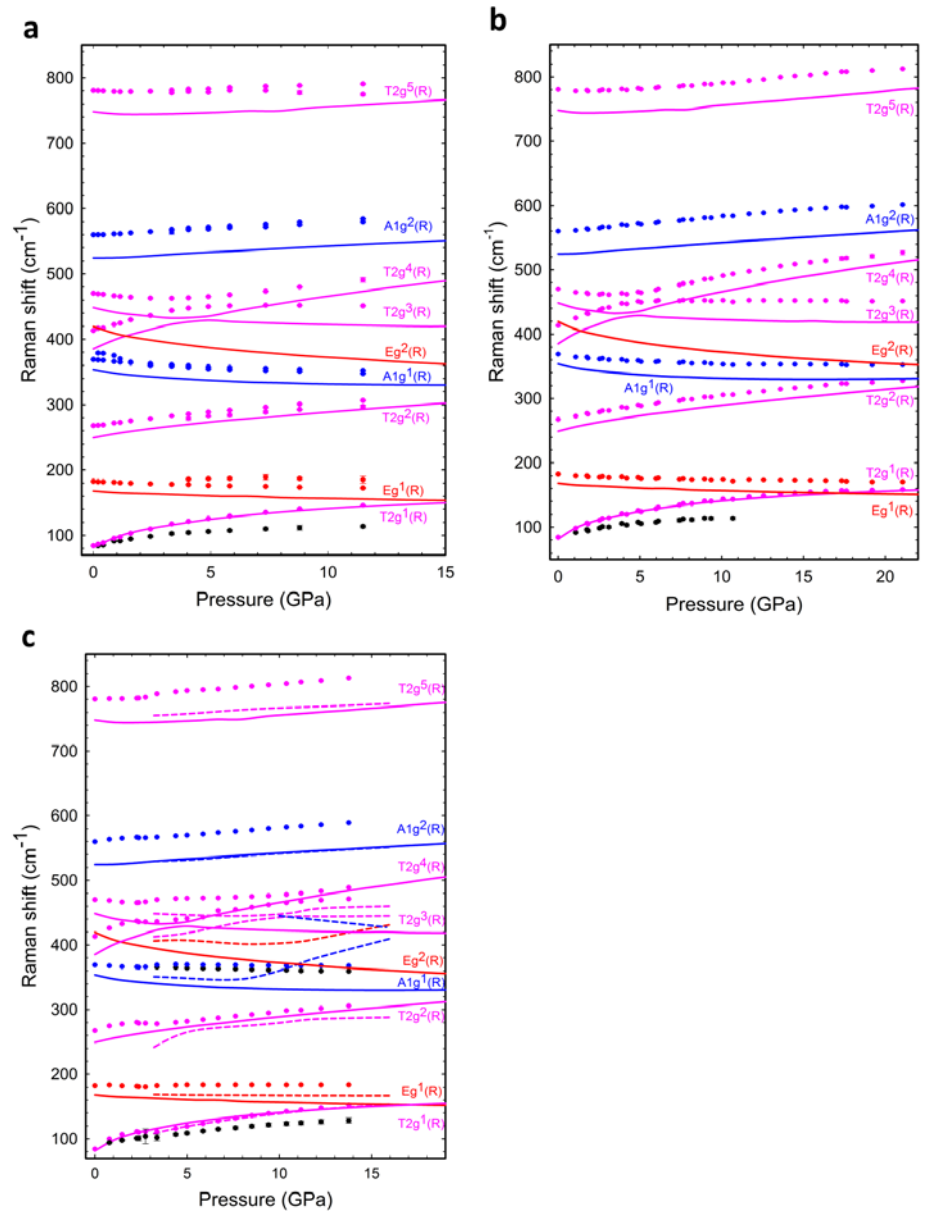 a
800
700
600
500
400
300
200
100
Raman shift (cm-1)
T2g5(R)
A1g2(R)
T2g4(R)
T2g3(R)
Eg2(R)
A1g1(R)
T2g2(R)
Eg1(R)
T2g1(R)
0 5 10 15
Pressure (GPa)
b
800
700
600
500
400
300
200
100
Raman shift (cm-1)
T2g5(R)
A1g2(R)
T2g4(R)
T2g3(R)
Eg2(R)
A1g1(R)
T2g2(R)
T2g1(R)
Eg1(R)
0 5 10 15 20
Pressure (GPa)
c
800
700
600
500
400
300
200
100
Raman shift (cm-1)
T2g5(R)
A1g2(R)
T2g4(R)
T2g3(R)
Eg2(R)
A1g1(R)
T2g2(R)
Eg1(R)
T2g1(R)
0 5 10 15
Pressure (GPa)